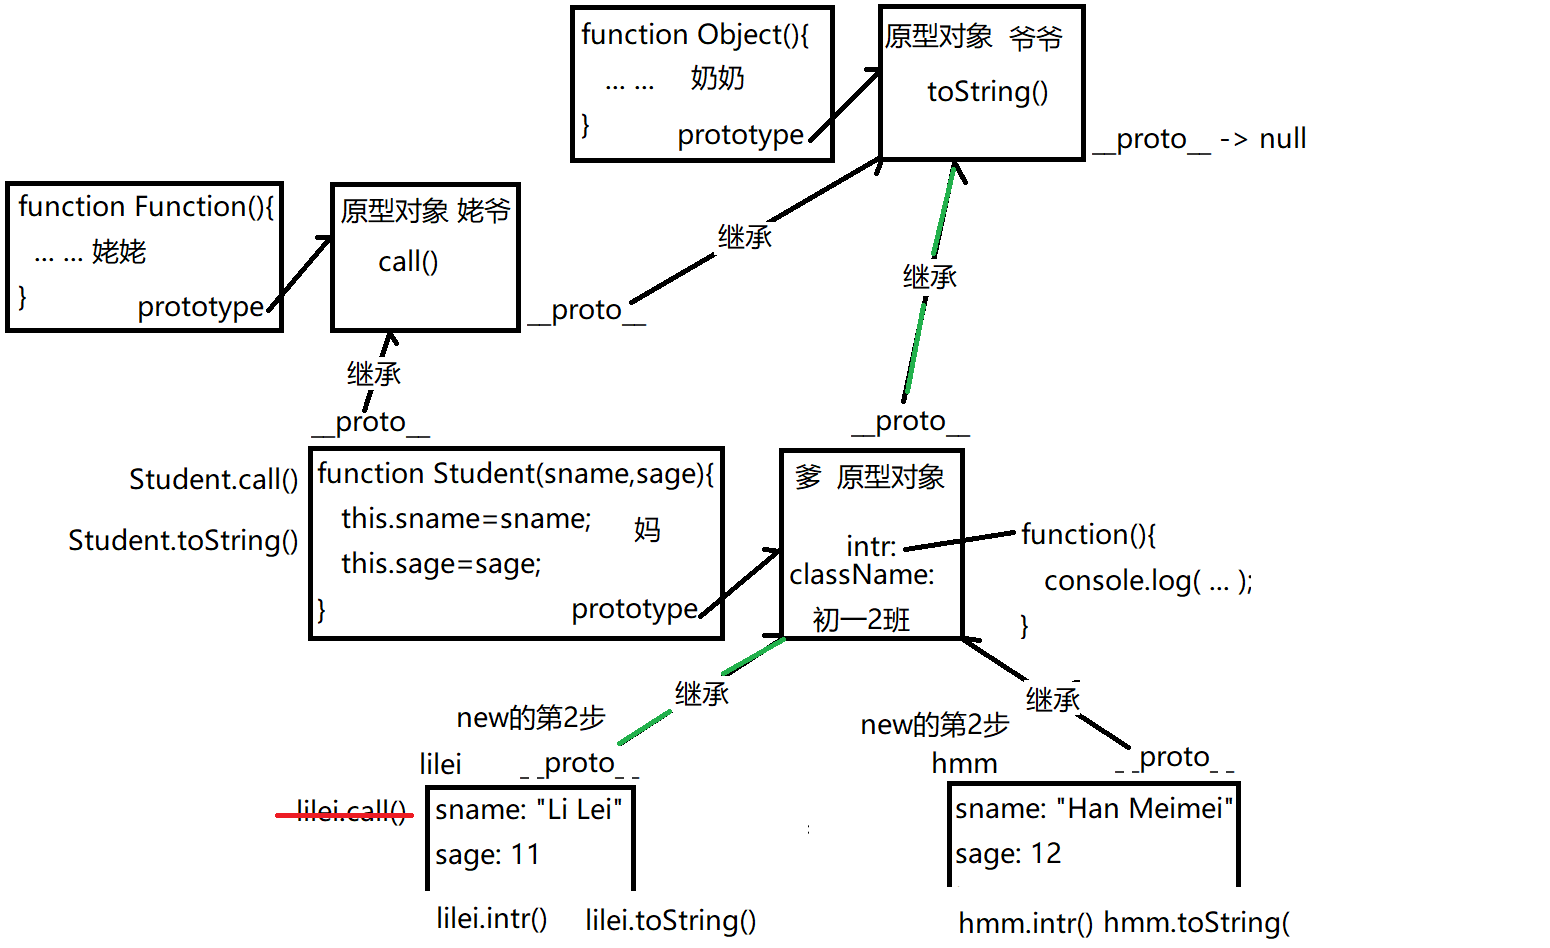 function Object(){
... ... 奶奶
}
prototype
原型对象 爷爷
toString()
__proto__ -> null
function Function(){
... ... 姥姥
}
prototype
原型对象 姥爷
call()
__proto__
继承
继承
继承
__proto__
__proto__
Student.call()
Student.toString()
function Student(sname,sage){
this.sname=sname;
妈
this.sage=sage;
}
prototype
爹 原型对象
intr:
className:
初一2班
function(){
console.log( ... );
}
继承
继承
new的第2步
new的第2步
lilei
__proto__
hmm
__proto__
lilei.call()
sname: "Li Lei"
sage: 11
sname: "Han Meimei"
sage: 12
lilei.intr() lilei.toString()
hmm.intr() hmm.toString(